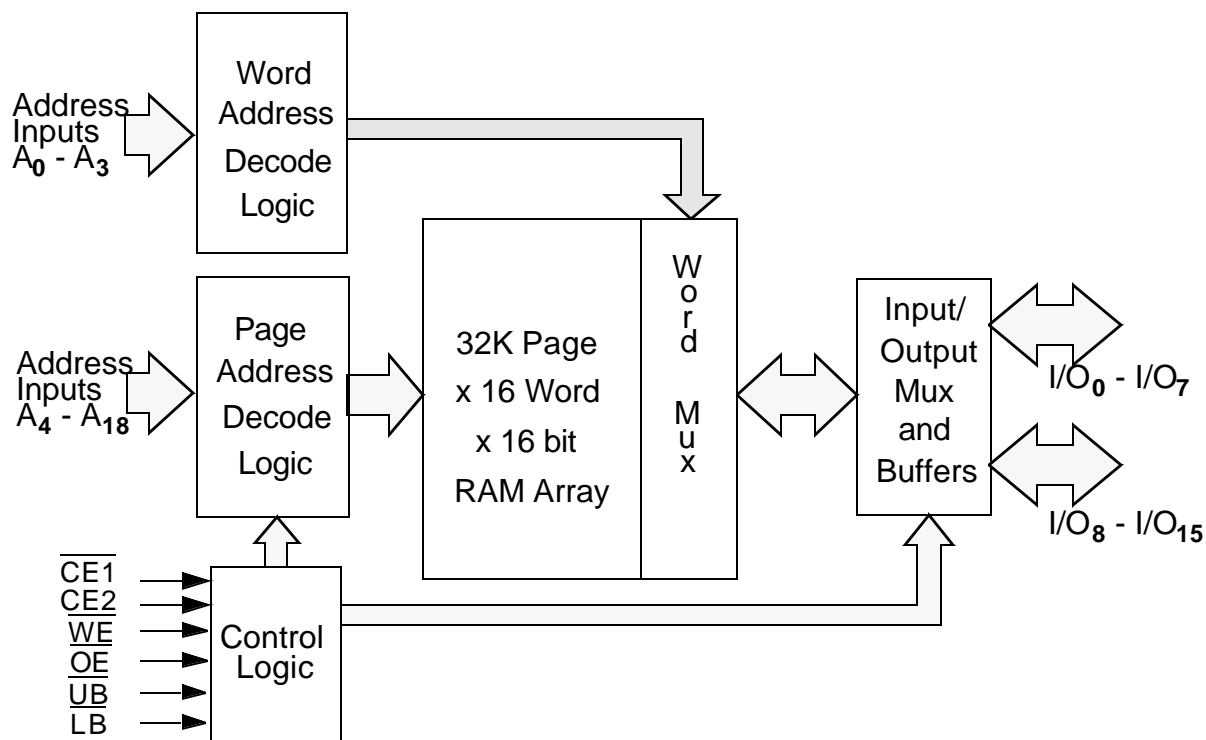 Word
Address
Decode
Logic
Address
Inputs
A0 - A3
Page
Address
Decode
Logic
Address
Inputs
A4 - A18
32K Page
x 16 Word
x 16 bit
RAM Array
Word Mux
Input/
Output
Mux
and
Buffers
I/O0 - I/O7
I/O8 - I/O15
CE1
CE2
WE
OE
UB
LB
Control
Logic